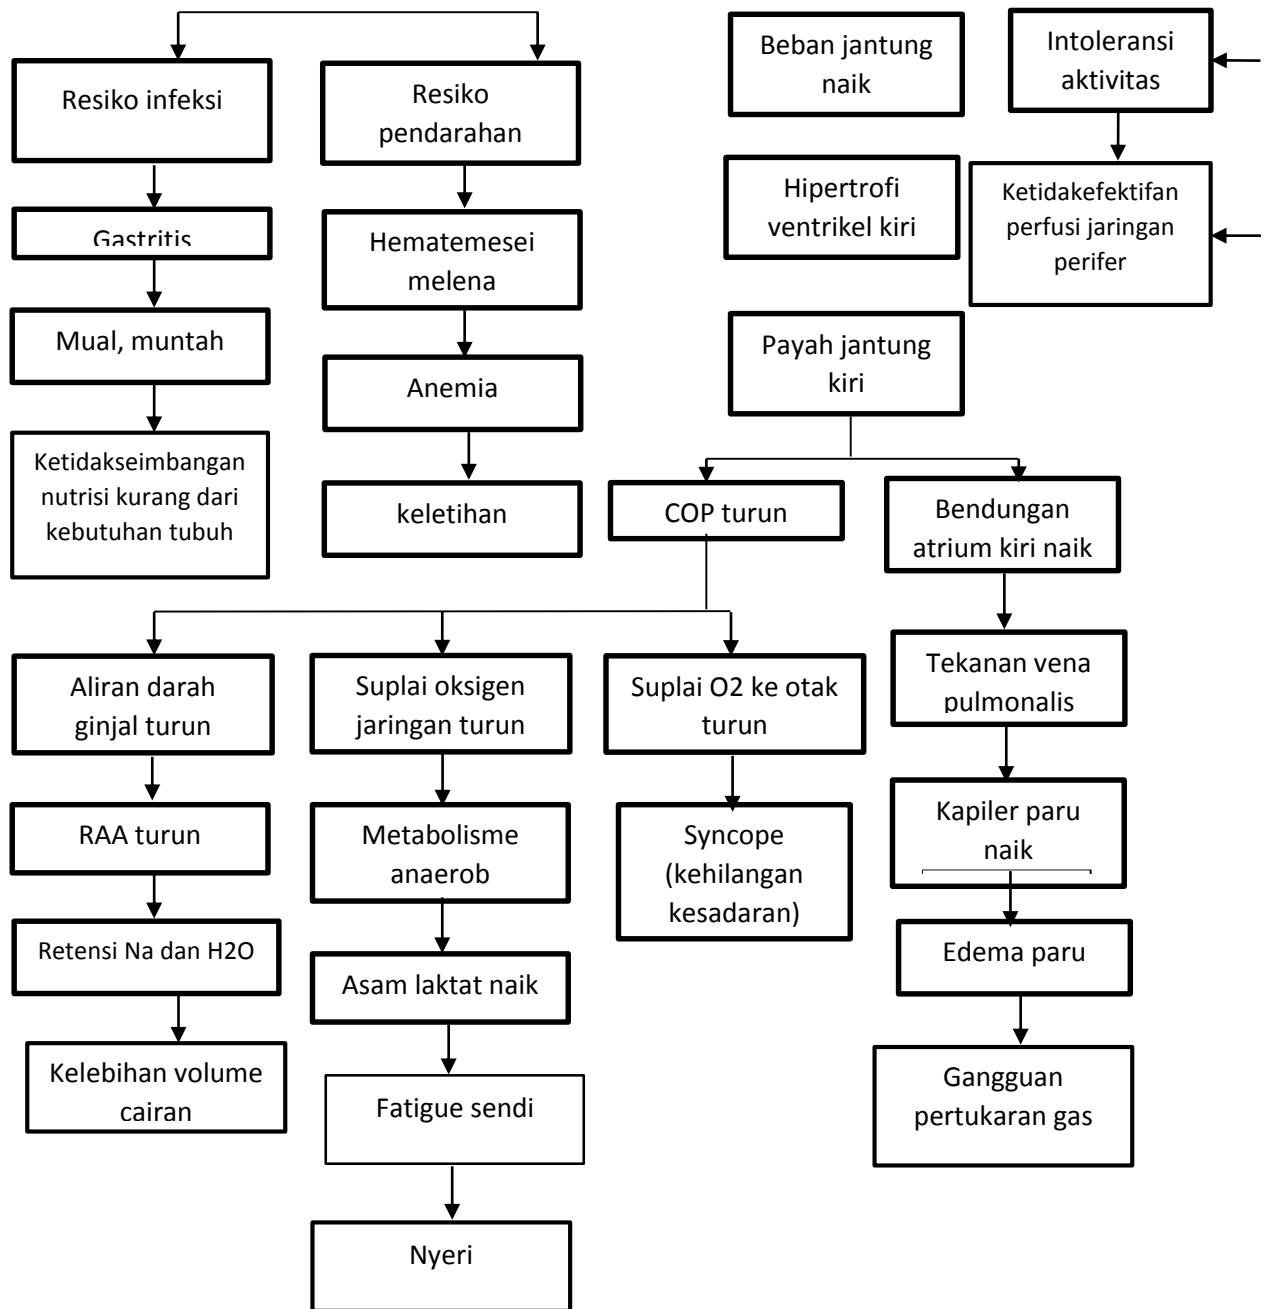 Resiko infeksi
Resiko
pendarahan
Beban jantung
naik
Intoleransi
aktivitas
Gastritis
Hematemesei
melena
Hipertrofi
ventrikel kiri
Ketidakefektifan
perfusi jaringan
perifer
Mual, muntah
Anemia
Payah jantung
kiri
Ketidakseimbangan
nutrisi kurang dari
kebutuhan tubuh
keletihan
COP turun
Bendungan
atrium kiri naik
Aliran darah
ginjal turun
Suplai oksigen
jaringan turun
Suplai O2 ke otak
turun
Tekanan vena
pulmonalis
RAA turun
Metabolisme
anaerob
Syncope
(kehilangan
kesadaran)
Kapiler paru
naik
Retensi Na dan H2O
Asam laktat naik
Edema paru
Kelebihan volume
cairan
Fatigue sendi
Gangguan
pertukaran gas
Nyeri